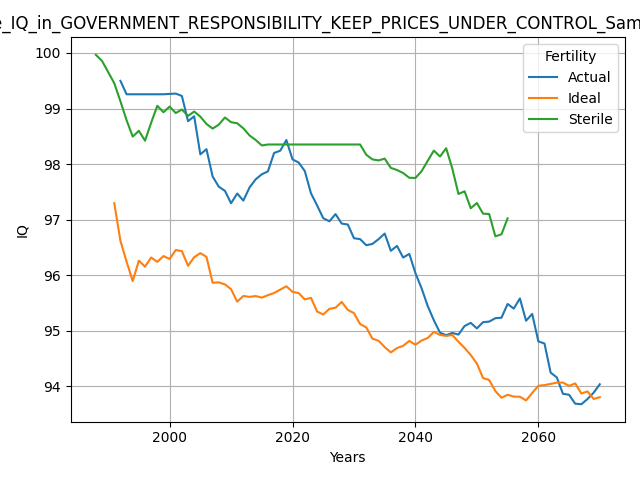 e_IQ_in_GOVERNMENT_RESPONSIBILITY_KEEP_PRICES_UNDER_CONTROL_Sam
Fertility
Actual
Ideal
Sterile
100
99
98
97
96
95
94
IQ
2000
2020
2040
2060
Years